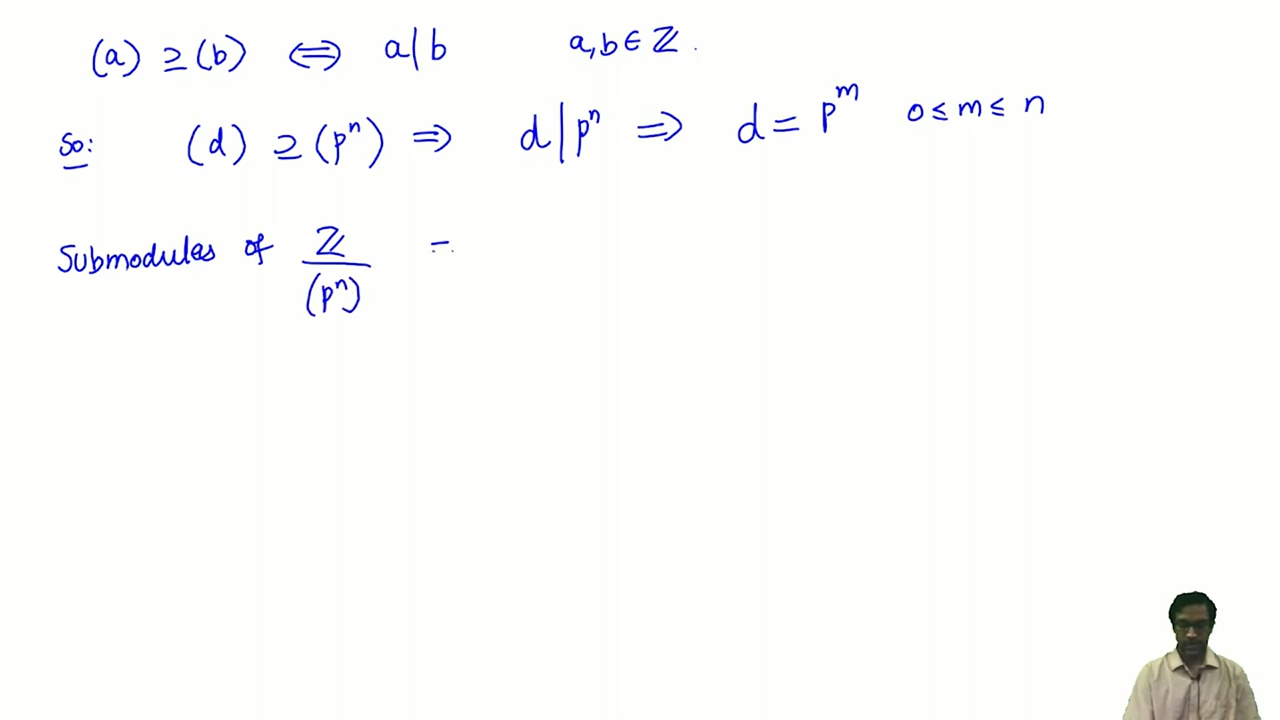 (a) ⊇ (b) ⟺ a|b a,b ∈ ℤ.
So: (d) ⊇ (pⁿ) ⟹ d|pⁿ ⟹ d = pᵐ 0 ≤ m ≤ n
Submodules of ℤ/(pⁿ) =